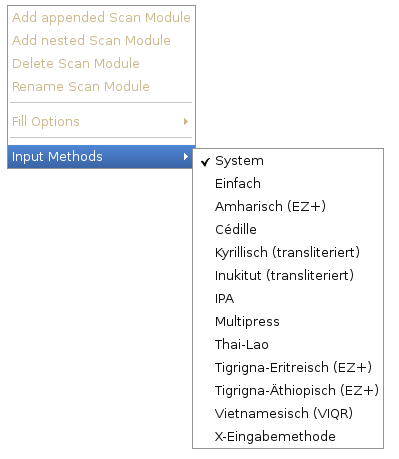 Add appended Scan Module
Add nested Scan Module
Delete Scan Module
Rename Scan Module
Fill Options
Input Methods
System
Einfach
Amharisch (EZ+)
Cédille
Kyrillisch (transliteriert)
Inukitut (transliteriert)
IPA
Multipress
Thai-Lao
Tigrigna-Eritreisch (EZ+)
Tigrigna-Äthiopisch (EZ+)
Vietnamesisch (VIQR)
X-Eingabemethode